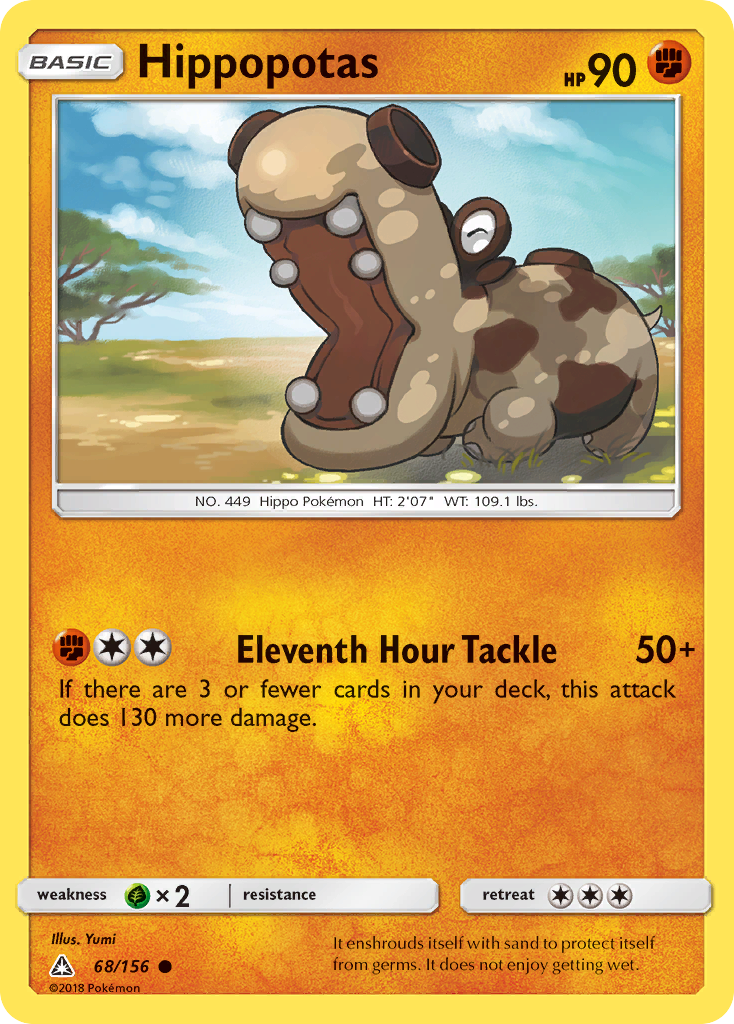 BASIC Hippopotas HP 90
NO. 449 Hippo Pokémon HT: 2'07" WT: 109.1 lbs.
Eleventh Hour Tackle 50+
If there are 3 or fewer cards in your deck, this attack
does 130 more damage.
weakness × 2 resistance retreat
Illus. Yumi
68/156
©2018 Pokémon
It enshrouds itself with sand to protect itself
from germs. It does not enjoy getting wet.